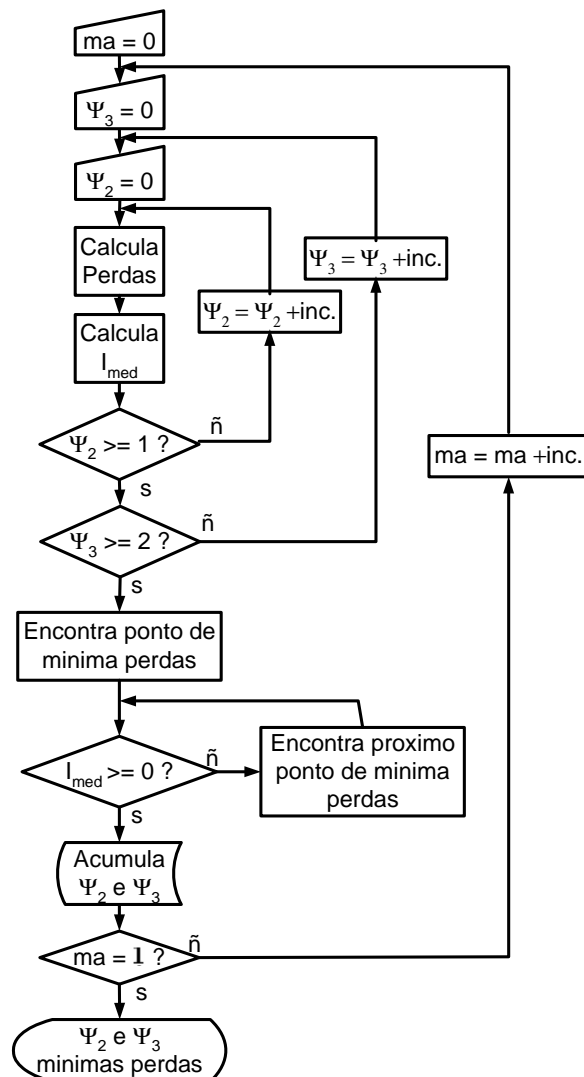 ma = 0
Ψ3 = 0
Ψ2 = 0
Calcula
Perdas
Ψ3 = Ψ3 +inc.
Ψ2 = Ψ2 +inc.
Calcula
Imed
Ψ2 >= 1 ?
ñ
s
ma = ma +inc.
Ψ3 >= 2 ?
ñ
s
Encontra ponto de
minima perdas
Imed >= 0 ?
ñ
s
Encontra proximo
ponto de minima
perdas
Acumula
Ψ2 e Ψ3
ma = 1 ?
ñ
s
Ψ2 e Ψ3
minimas perdas